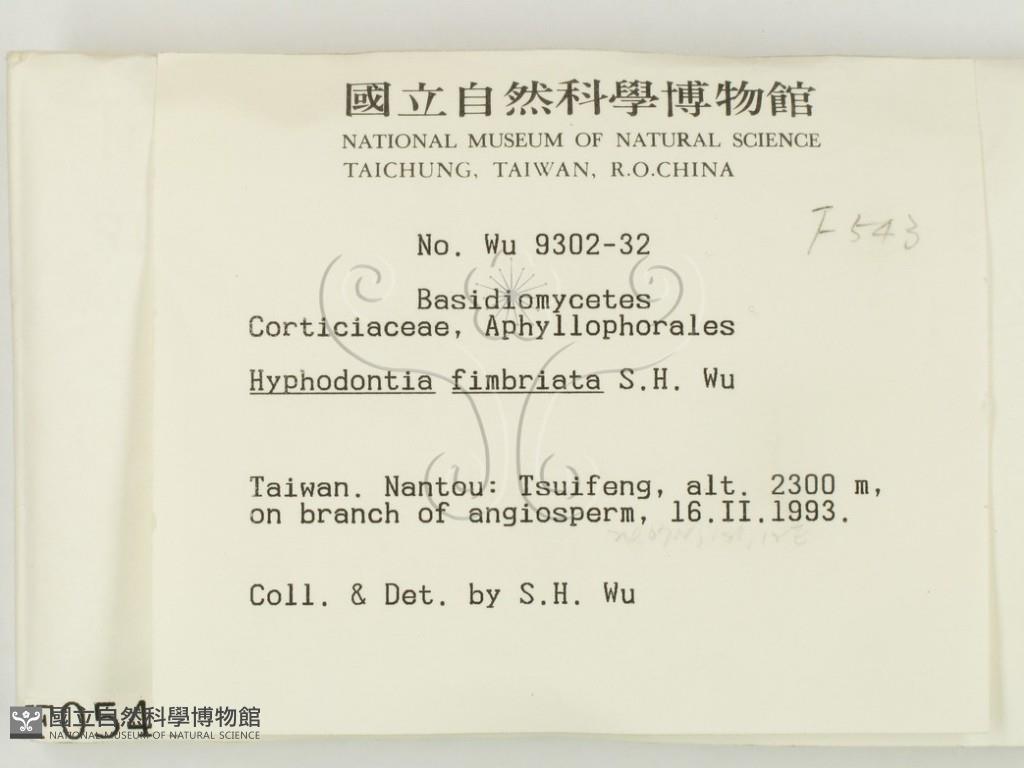 國立自然科學博物館
NATIONAL MUSEUM OF NATURAL SCIENCE
TAICHUNG, TAIWAN, R.O.CHINA
F 543
No. Wu 9302-32
Basidiomycetes
Corticiaceae, Aphyllophorales
Hyphodontia fimbriata S.H. Wu
Taiwan. Nantou: Tsuifeng, alt. 2300 m,
on branch of angiosperm, 16.II.1993.
Coll. & Det. by S.H. Wu
054
國立自然科學博物館
NATIONAL MUSEUM OF NATURAL SCIENCE